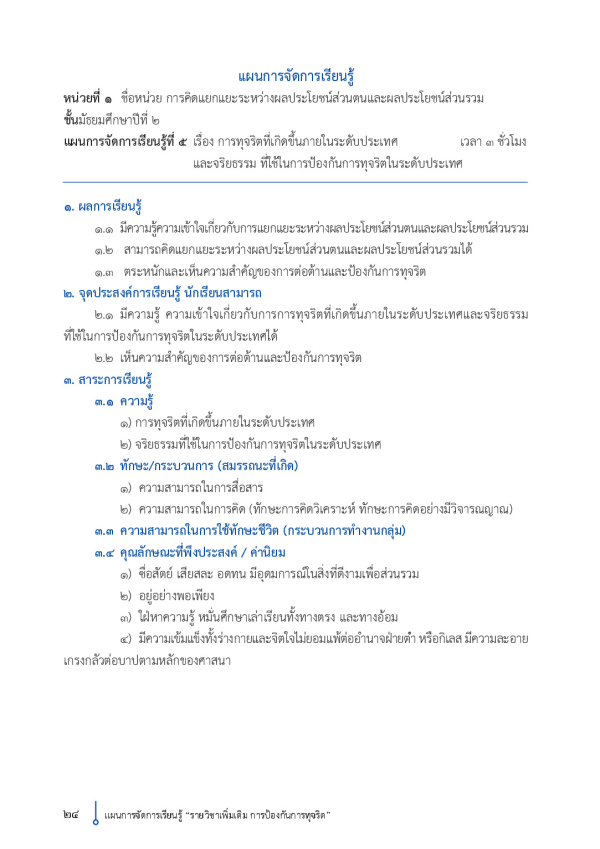 แผนการจัดการเรียนรู้
หน่วยที่ ๑ ชื่อหน่วย การคิดแยกแยะระหว่างผลประโยชน์ส่วนตนและผลประโยชน์ส่วนรวม
ชั้นมัธยมศึกษาปีที่ ๒
แผนการจัดการเรียนรู้ที่ ๕ เรื่อง การทุจริตที่เกิดขึ้นภายในระดับประเทศ เวลา ๓ ชั่วโมง
และจริยธรรม ที่ใช้ในการป้องกันการทุจริตในระดับประเทศ
๑. ผลการเรียนรู้
๑.๑ มีความรู้ความเข้าใจเกี่ยวกับการแยกแยะระหว่างผลประโยชน์ส่วนตนและผลประโยชน์ส่วนรวม
๑.๒ สามารถคิดแยกแยะระหว่างผลประโยชน์ส่วนตนและผลประโยชน์ส่วนรวมได้
๑.๓ ตระหนักและเห็นความสำคัญของการต่อต้านและป้องกันการทุจริต
๒. จุดประสงค์การเรียนรู้ นักเรียนสามารถ
๒.๑ มีความรู้ ความเข้าใจเกี่ยวกับการการทุจริตที่เกิดขึ้นภายในระดับประเทศและจริยธรรม
ที่ใช้ในการป้องกันการทุจริตในระดับประเทศได้
๒.๒ เห็นความสำคัญของการต่อต้านและป้องกันการทุจริต
๓. สาระการเรียนรู้
๓.๑ ความรู้
๑) การทุจริตที่เกิดขึ้นภายในระดับประเทศ
๒) จริยธรรมที่ใช้ในการป้องกันการทุจริตในระดับประเทศ
๓.๒ ทักษะ/กระบวนการ (สมรรถนะที่เกิด)
๑) ความสามารถในการสื่อสาร
๒) ความสามารถในการคิด (ทักษะการคิดวิเคราะห์ ทักษะการคิดอย่างมีวิจารณญาณ)
๓.๓ ความสามารถในการใช้ทักษะชีวิต (กระบวนการทำงานกลุ่ม)
๓.๔ คุณลักษณะที่พึงประสงค์ / ค่านิยม
๑) ซื่อสัตย์ เสียสละ อดทน มีอุดมการณ์ในสิ่งที่ดีงามเพื่อส่วนรวม
๒) อยู่อย่างพอเพียง
๓) ใฝ่หาความรู้ หมั่นศึกษาเล่าเรียนทั้งทางตรง และทางอ้อม
๔) มีความเข้มแข็งทั้งร่างกายและจิตใจไม่ยอมแพ้ต่ออำนาจฝ่ายต่ำ หรือกิเลส มีความละอาย
เกรงกลัวต่อบาปตามหลักของศาสนา
๒๔ แผนการจัดการเรียนรู้ “รายวิชาเพิ่มเติม การป้องกันการทุจริต”